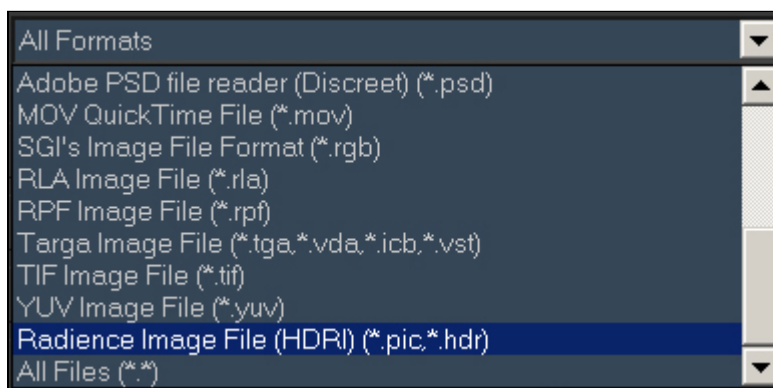 All Formats
Adobe PSD file reader (Discreet) (*.psd)
MOV QuickTime File (*.mov)
SGI's Image File Format (*.rgb)
RLA Image File (*.rla)
RPF Image File (*.rpf)
Targa Image File (*.tga,*.vda,*.icb,*.vst)
TIF Image File (*.tif)
YUV Image File (*.yuv)
Radience Image File (HDRI) (*.pic,*.hdr)
All Files (*.*)